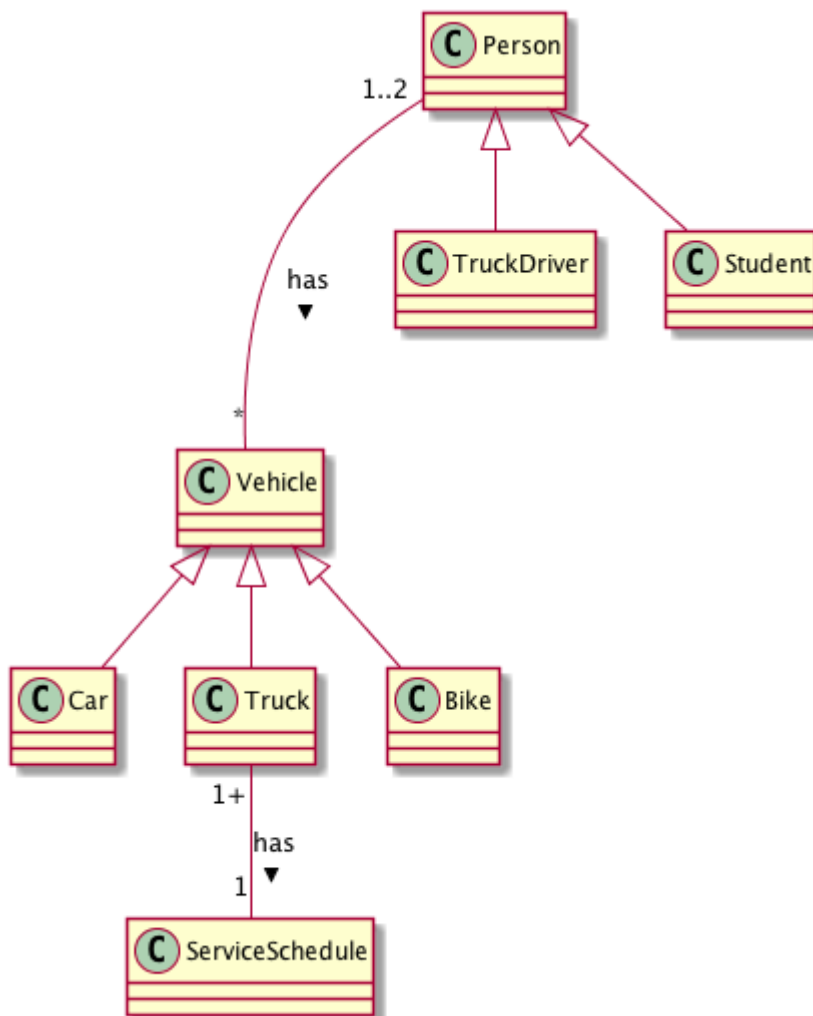 C Person
1..2
C TruckDriver
C Student
has
▼
*
C Vehicle
C Car
C Truck
C Bike
1+
has
▼
1
C ServiceSchedule